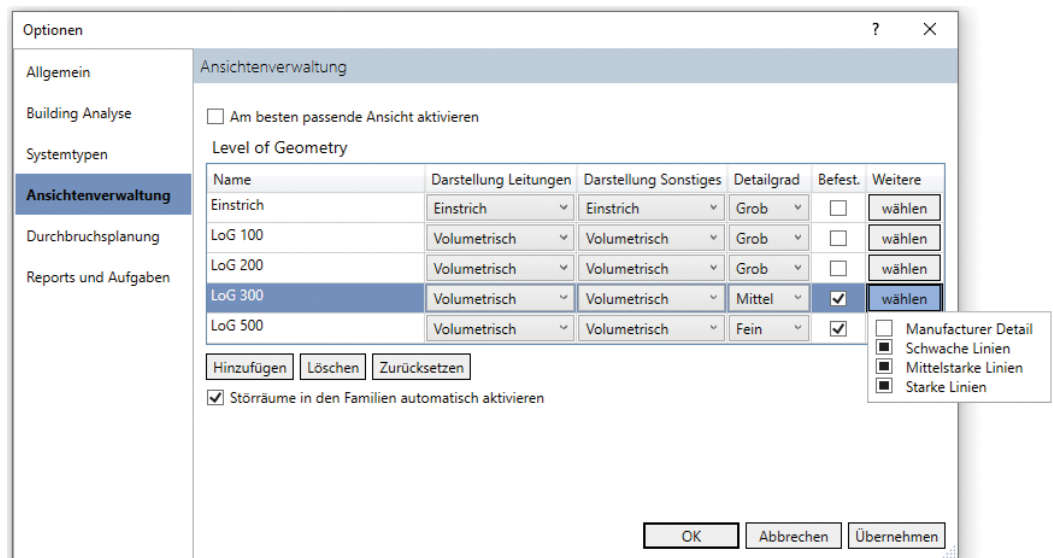 Optionen ? ×
Allgemein
Building Analyse
Systemtypen
Ansichtenverwaltung
Durchbruchsplanung
Reports und Aufgaben
Ansichtenverwaltung
Am besten passende Ansicht aktivieren
Level of Geometry
Name Darstellung Leitungen Darstellung Sonstiges Detailgrad Befest. Weitere
Einstrich Einstrich Einstrich Grob wählen
LoG 100 Volumetrisch Volumetrisch Grob wählen
LoG 200 Volumetrisch Volumetrisch Grob wählen
LoG 300 Volumetrisch Volumetrisch Mittel wählen
LoG 500 Volumetrisch Volumetrisch Fein
Manufacturer Detail
Schwache Linien
Mittelstarke Linien
Starke Linien
Hinzufügen Löschen Zurücksetzen
Störräume in den Familien automatisch aktivieren
OK Abbrechen Übernehmen